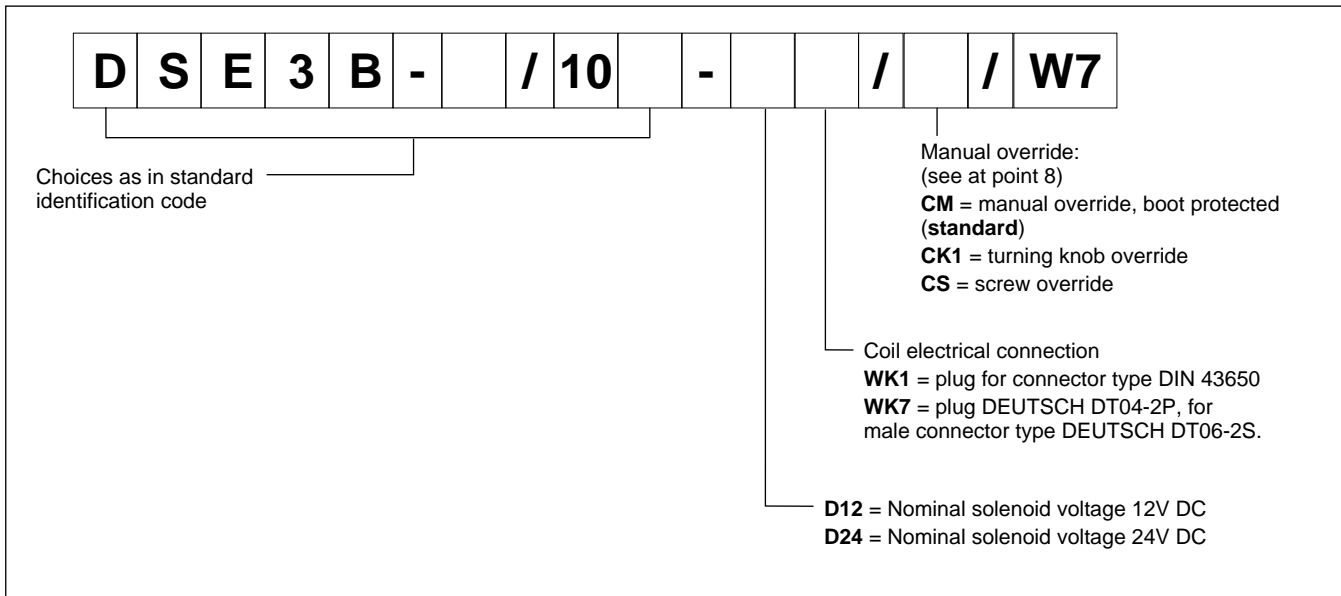 D S E 3 B - / 10 - / / W7
Choices as in standard
identification code
Manual override:
(see at point 8)
CM = manual override, boot protected
(standard)
CK1 = turning knob override
CS = screw override
Coil electrical connection
WK1 = plug for connector type DIN 43650
WK7 = plug DEUTSCH DT04-2P, for
male connector type DEUTSCH DT06-2S.
D12 = Nominal solenoid voltage 12V DC
D24 = Nominal solenoid voltage 24V DC